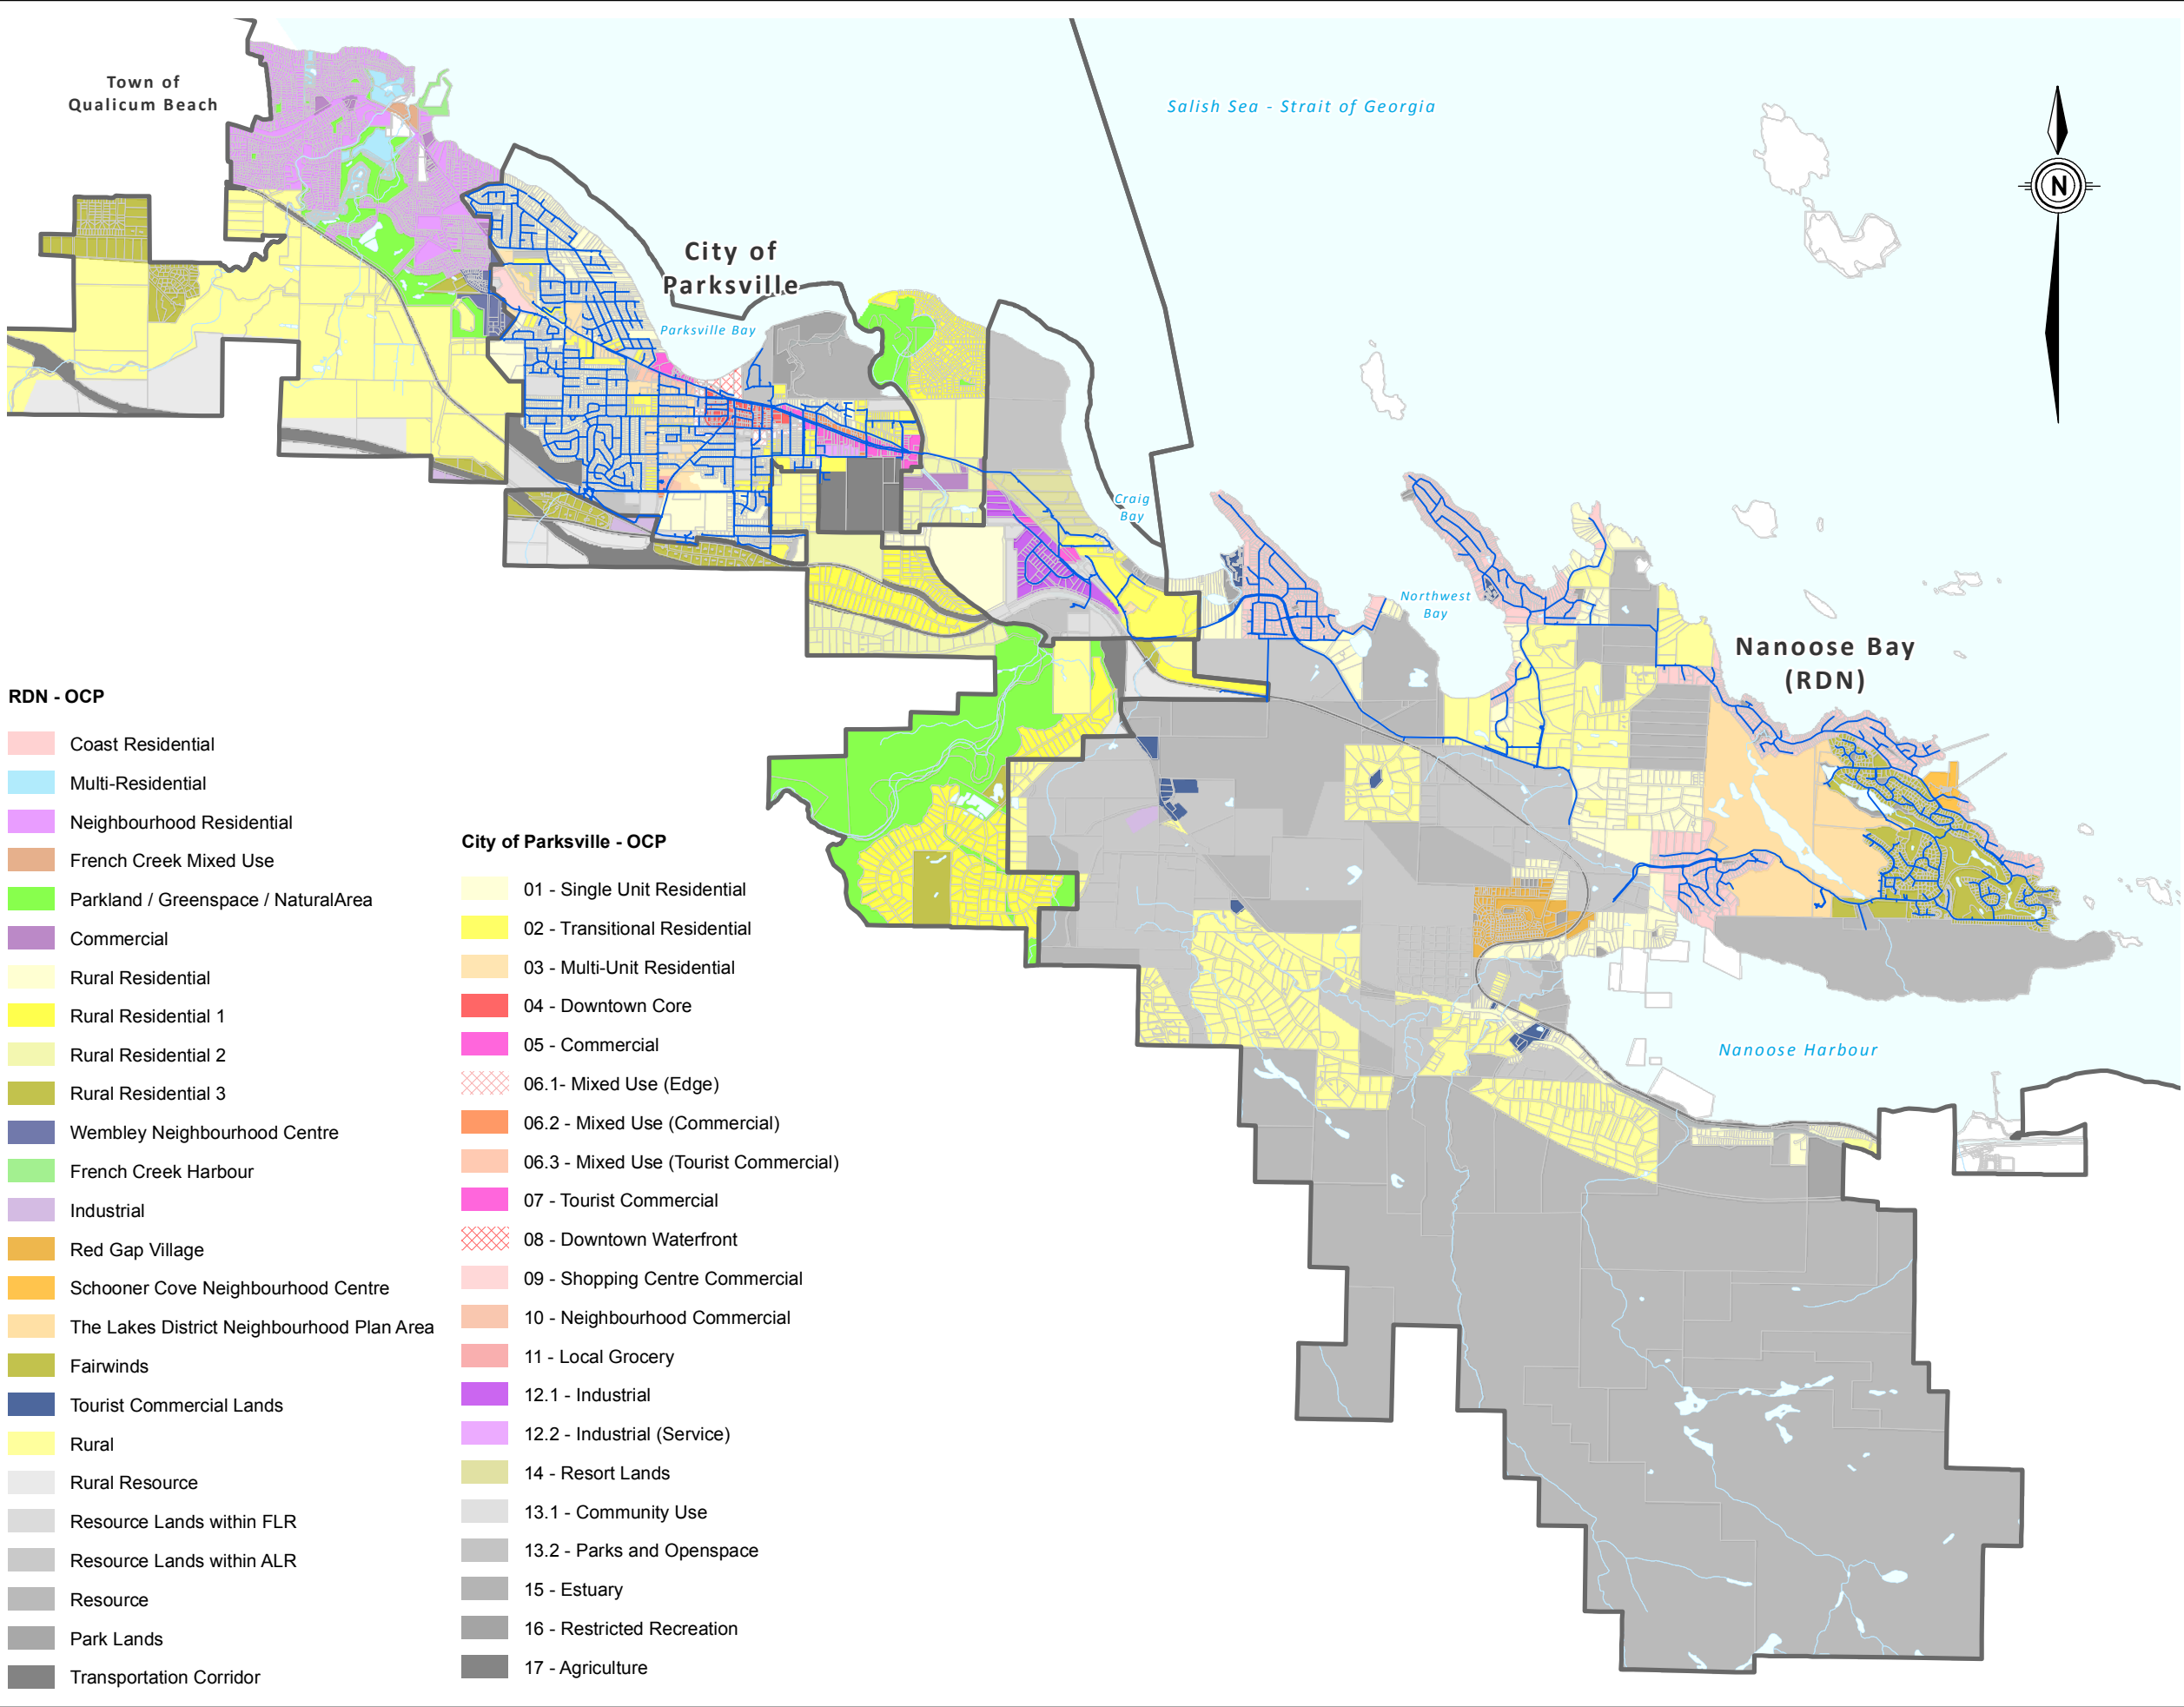 Town of
Qualicum Beach
Salish Sea - Strait of Georgia
N
City of
Parksville
Parksville Bay
Craig
Bay
Northwest
Bay
Nanoose Bay
(RDN)
Nanoose Harbour
RDN - OCP
Coast Residential
Multi-Residential
Neighbourhood Residential
French Creek Mixed Use
Parkland / Greenspace / NaturalArea
Commercial
Rural Residential
Rural Residential 1
Rural Residential 2
Rural Residential 3
Wembley Neighbourhood Centre
French Creek Harbour
Industrial
Red Gap Village
Schooner Cove Neighbourhood Centre
The Lakes District Neighbourhood Plan Area
Fairwinds
Tourist Commercial Lands
Rural
Rural Resource
Resource Lands within FLR
Resource Lands within ALR
Resource
Park Lands
Transportation Corridor
City of Parksville - OCP
01 - Single Unit Residential
02 - Transitional Residential
03 - Multi-Unit Residential
04 - Downtown Core
05 - Commercial
06.1- Mixed Use (Edge)
06.2 - Mixed Use (Commercial)
06.3 - Mixed Use (Tourist Commercial)
07 - Tourist Commercial
08 - Downtown Waterfront
09 - Shopping Centre Commercial
10 - Neighbourhood Commercial
11 - Local Grocery
12.1 - Industrial
12.2 - Industrial (Service)
14 - Resort Lands
13.1 - Community Use
13.2 - Parks and Openspace
15 - Estuary
16 - Restricted Recreation
17 - Agriculture